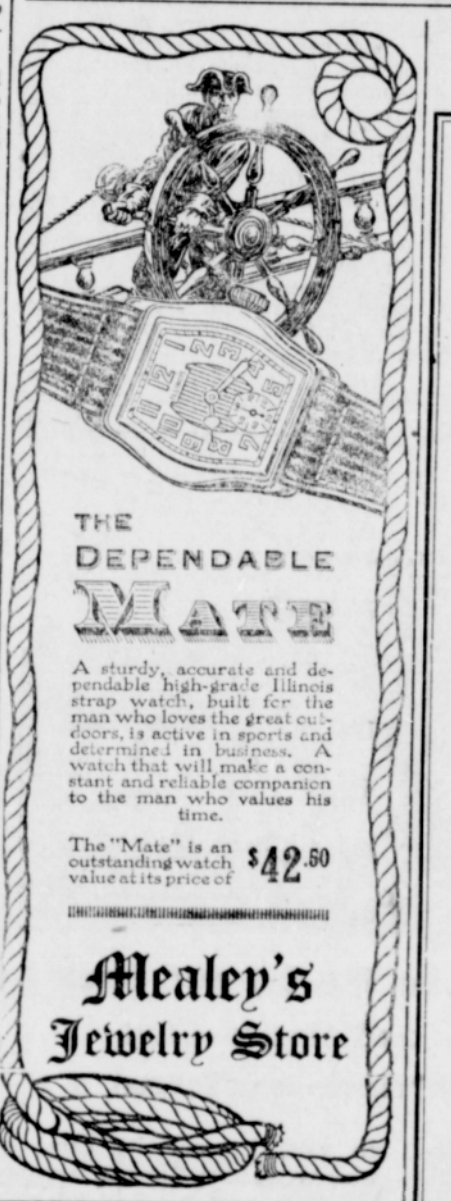 THE
DEPENDABLE
MATE
A sturdy, accurate and de-
pendable high-grade Illinois
strap watch, built for the
man who loves the great out-
doors, is active in sports and
determined in business. A
watch that will make a con-
stant and reliable companion
to the man who values his
time.
The "Mate" is an
outstanding watch
value at its price of
$42.50
Mealey's
Jewelry Store